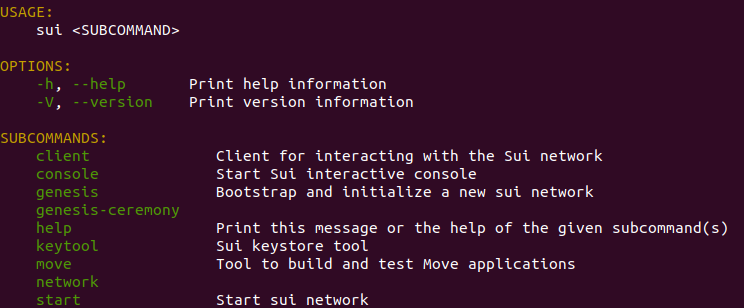 USAGE:
sui <SUBCOMMAND>
OPTIONS:
-h, --help Print help information
-V, --version Print version information
SUBCOMMANDS:
client Client for interacting with the Sui network
console Start Sui interactive console
genesis Bootstrap and initialize a new sui network
genesis-ceremony
help Print this message or the help of the given subcommand(s)
keytool Sui keystore tool
move Tool to build and test Move applications
network
start Start sui network